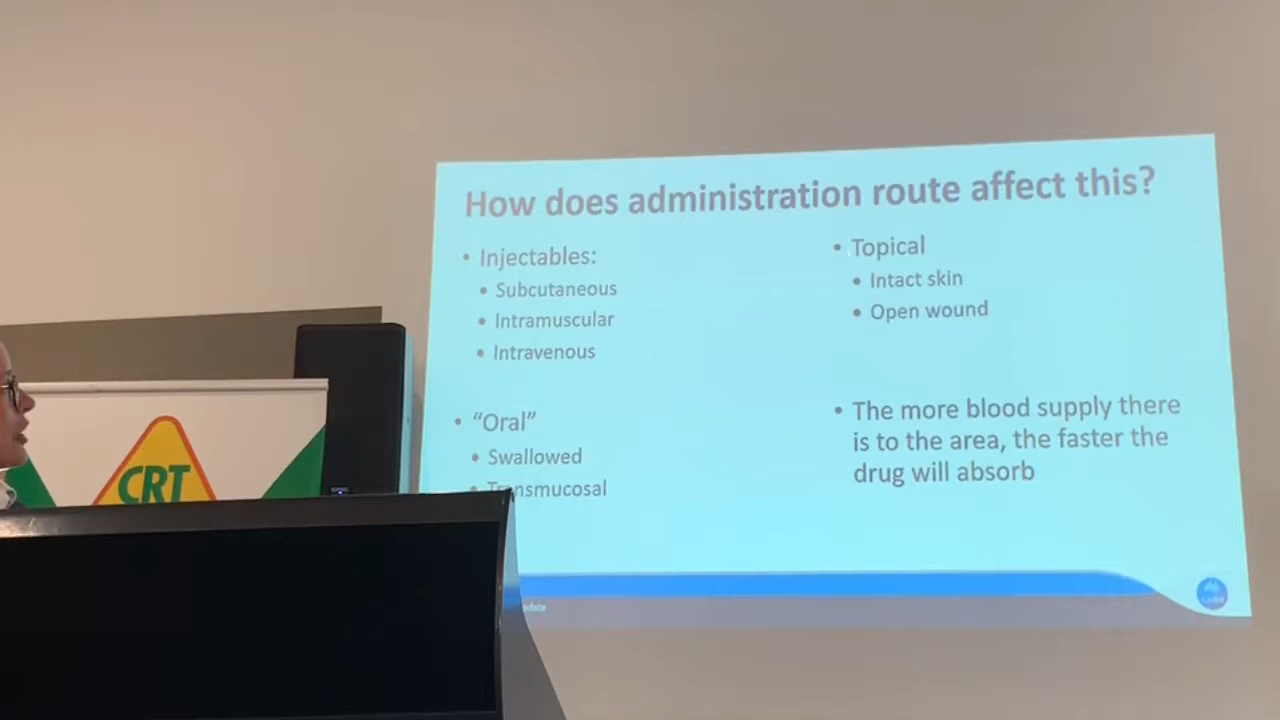 How does administration route affect this?
• Injectables:
• Subcutaneous
• Intramuscular
• Intravenous
• "Oral"
• Swallowed
• Transmucosal
• Topical
• Intact skin
• Open wound
• The more blood supply there
is to the area, the faster the
drug will absorb
CRT